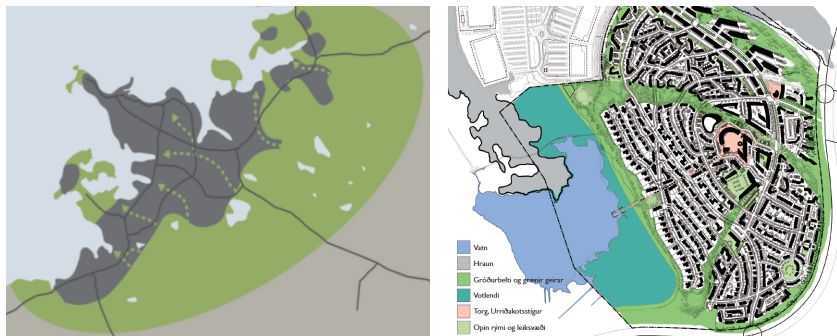 Vatn
Hraun
Gróðurbelti og grænir geirar
Votlendi
Torg, Urriðakotsstígur
Opin rými og leiksvæði